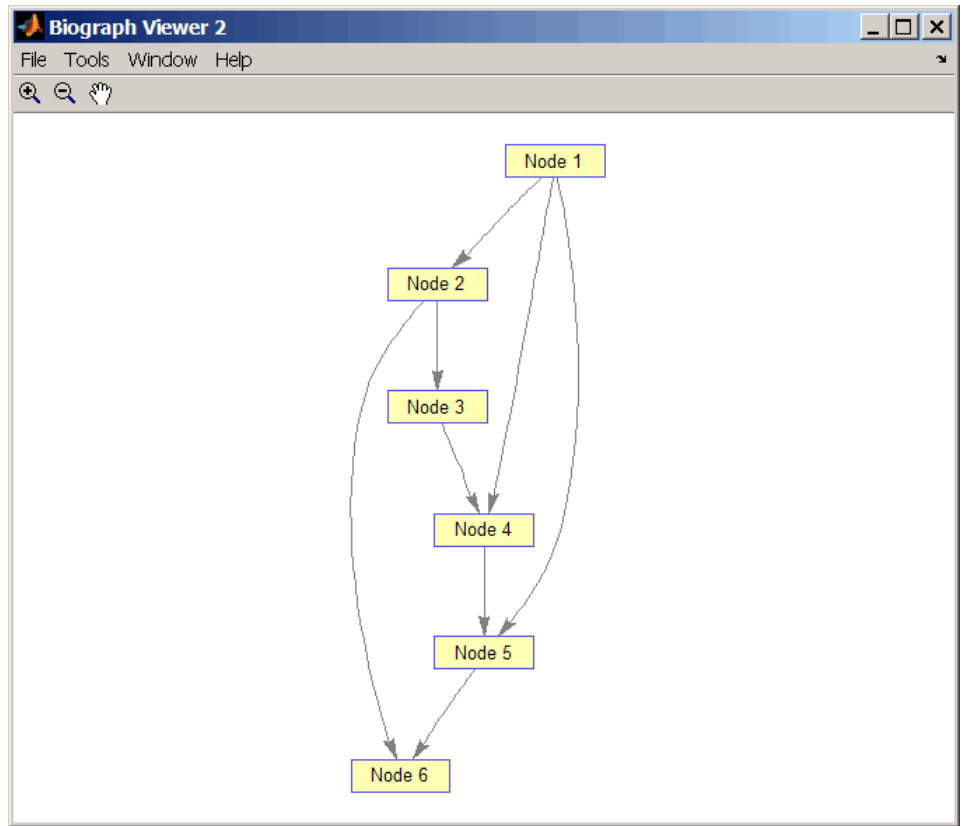 Biograph Viewer 2
File Tools Window Help
Node 1
Node 2
Node 3
Node 4
Node 5
Node 6